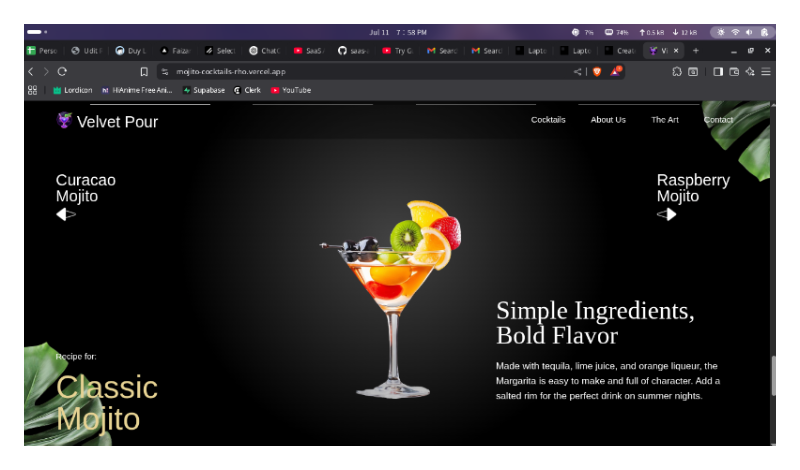 Jul 11 7:58 PM
7% 74% ↑ 0.5 kB ↓ 32 kB
Perso Udit Duy L Faiza Selec ChatG SaaS saas- Try G Searc Searc Lapto Lapto Creat Vi
mojito-cocktails-rho.vercel.app
Lordicon HiAnime Free Ani... Supabase Clerk YouTube
Velvet Pour
Cocktails About Us The Art Contact
Curacao
Mojito
Raspberry
Mojito
Simple Ingredients,
Bold Flavor
Made with tequila, lime juice, and orange liqueur, the
Margarita is easy to make and full of character. Add a
salted rim for the perfect drink on summer nights.
Recipe for:
Classic
Mojito